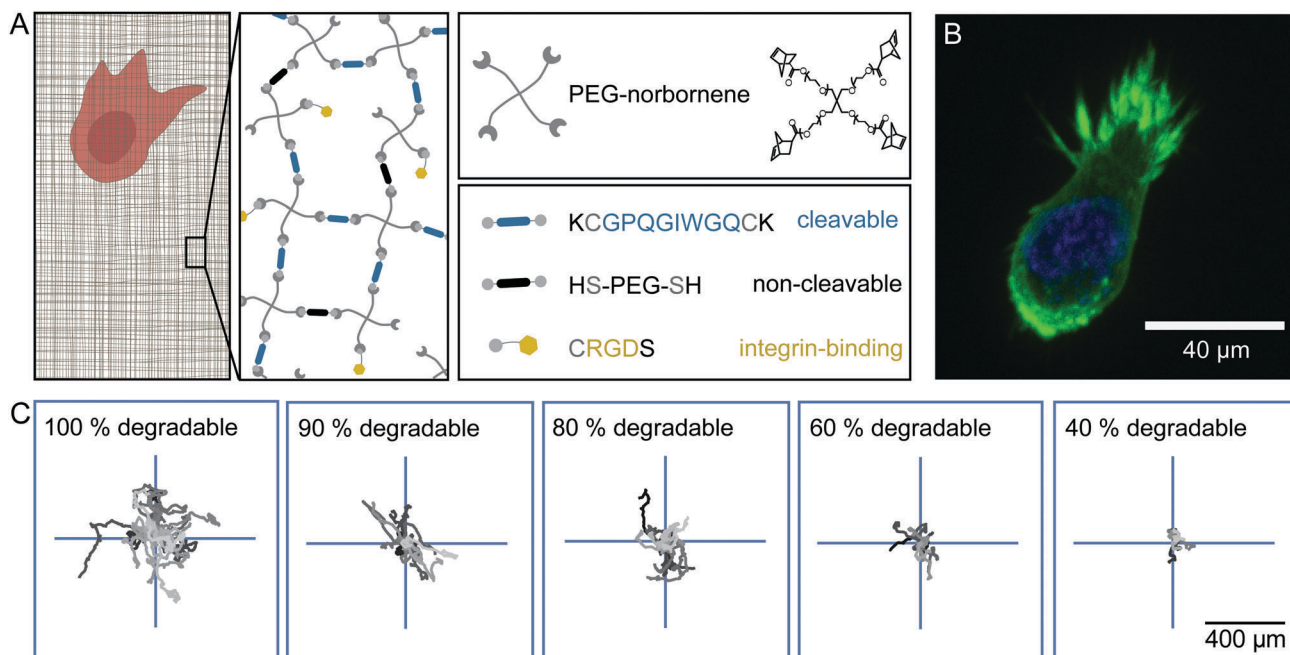 A
PEG-norbornene
KCGPQGIWGQCK cleavable
HS-PEG-SH non-cleavable
CRGDS integrin-binding
B
40 µm
C
100 % degradable
90 % degradable
80 % degradable
60 % degradable
40 % degradable
400 µm